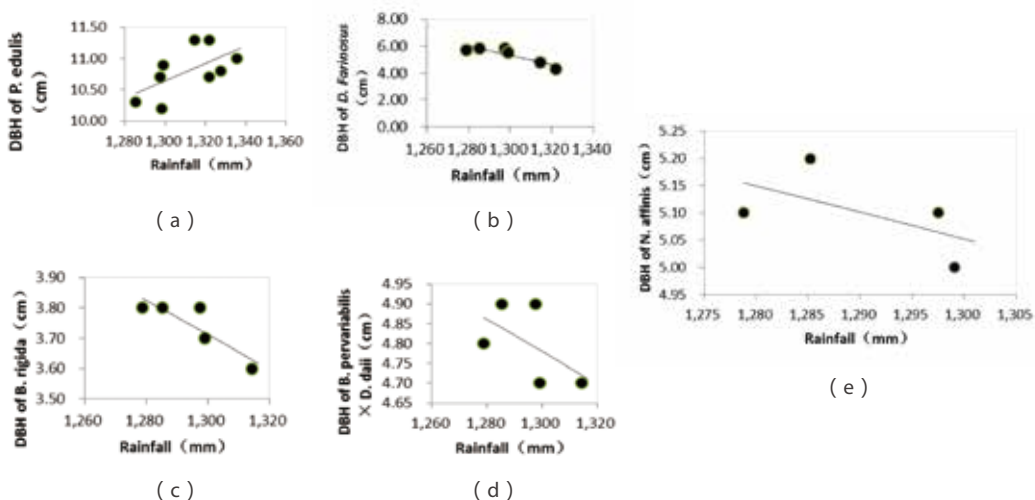 DBH of P. edulis
(cm)
11.50
11.00
10.50
10.00
1,280 1,300 1,320 1,340 1,360
Rainfall (mm)
(a)
DBH of D. Farinosus
(cm)
8.00
6.00
4.00
2.00
0.00
1,260 1,280 1,300 1,320 1,340
Rainfall (mm)
(b)
DBH of B. rigida (cm)
3.90
3.80
3.70
3.60
3.50
1,260 1,280 1,300 1,320
Rainfall (mm)
(c)
DBH of B. pervariabilis
× D. daii (cm)
4.95
4.90
4.85
4.80
4.75
4.70
4.65
1,260 1,280 1,300 1,320
Rainfall (mm)
(d)
DBH of N. affinis (cm)
5.25
5.20
5.15
5.10
5.05
5.00
4.95
1,275 1,280 1,285 1,290 1,295 1,300 1,305
Rainfall (mm)
(e)